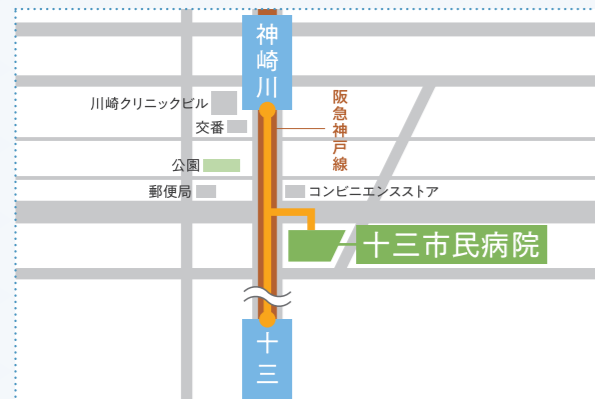 神崎川
川崎クリニックビル
阪急神戸線
交番
公園
郵便局
コンビニエンスストア
十三市民病院
十三